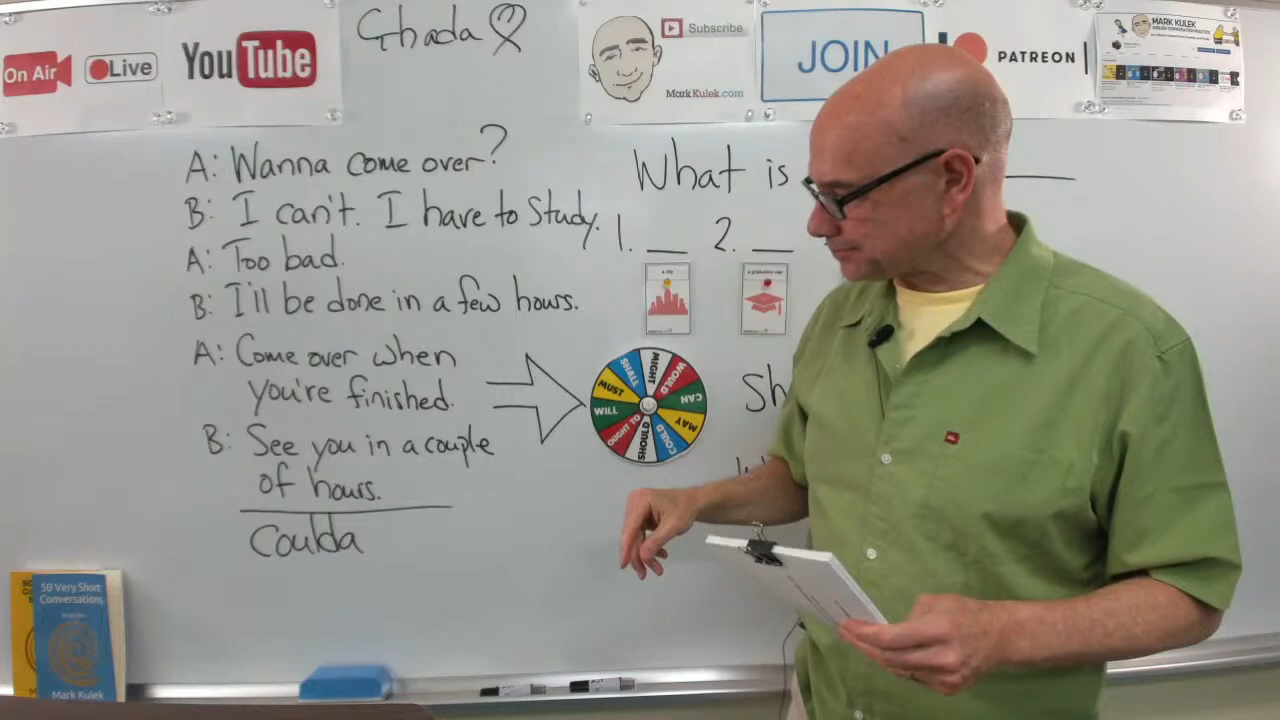 On Air
Live
YouTube
Ghada
Subscribe
MarkKulek.com
JOIN
PATREON
MARK KULEK
A: Wanna come over?
B: I can't. I have to study.
A: Too bad.
B: I'll be done in a few hours.
A: Come over when
you're finished.
B: See you in a couple
of hours.
Coulda
What is
1. __ 2. __
a city
a graduation cap
MIGHT
WOULD
CAN
MAY
COULD
SHOULD
OUGHT TO
WILL
MUST
SHALL
Sh
50 Very Short
Conversations
Mark Kulek